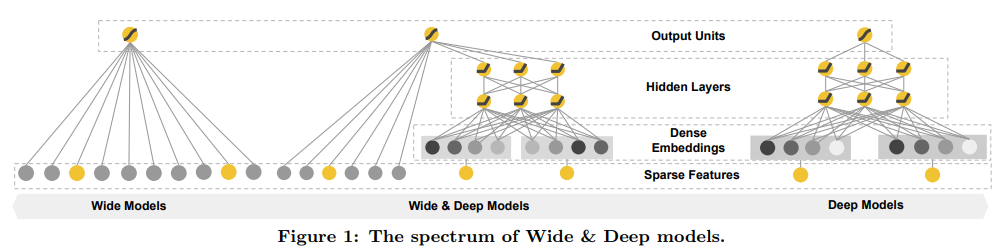 Output Units
Hidden Layers
Dense
Embeddings
Sparse Features
Wide Models
Wide & Deep Models
Deep Models
Figure 1: The spectrum of Wide & Deep models.